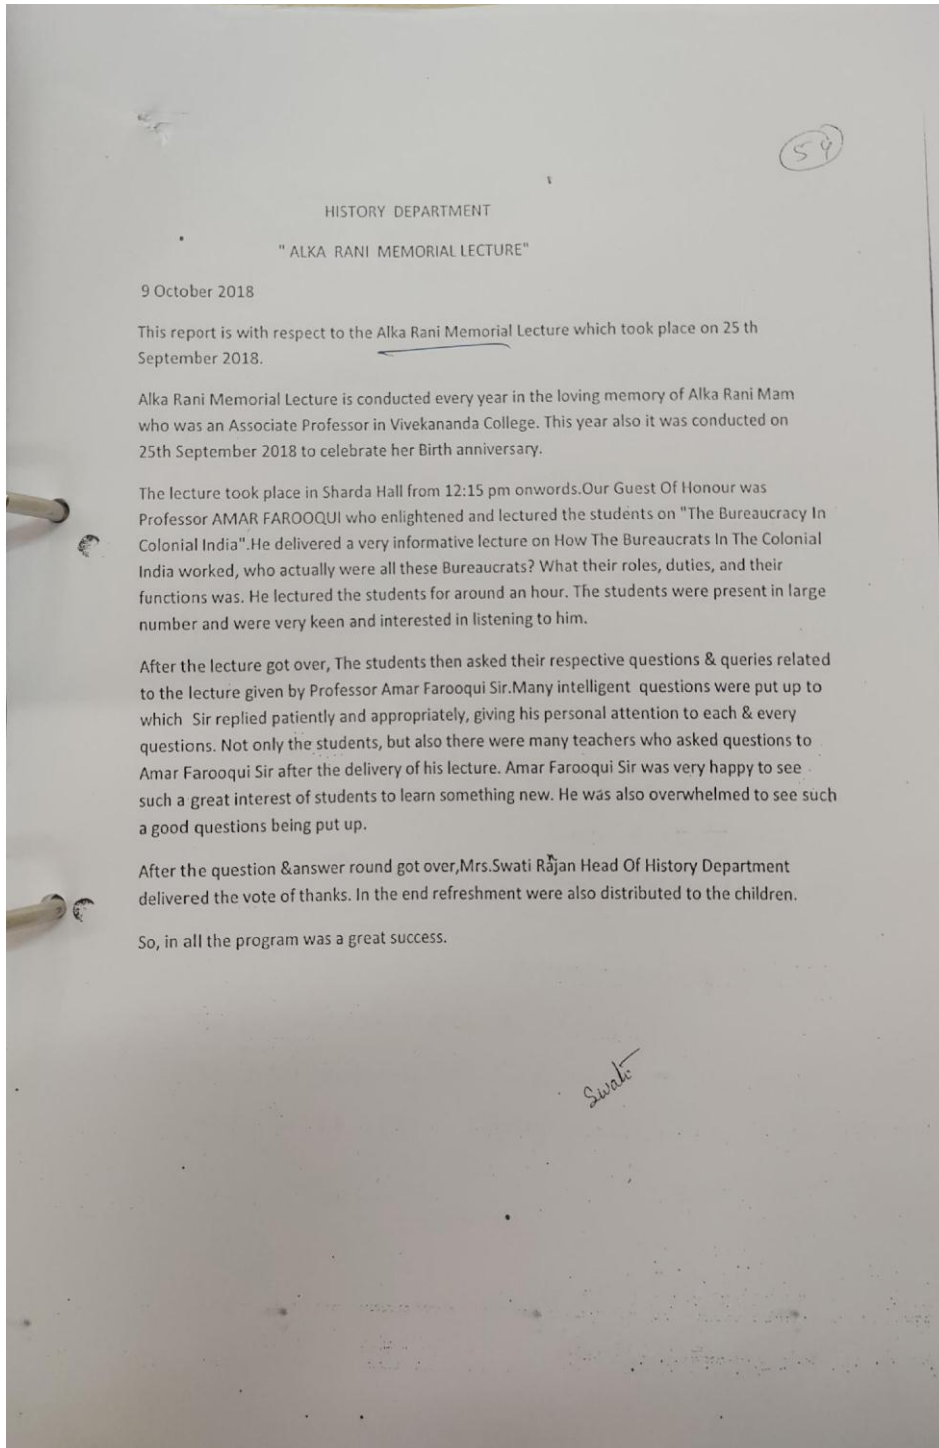 54
HISTORY DEPARTMENT
" ALKA RANI MEMORIAL LECTURE"
9 October 2018
This report is with respect to the Alka Rani Memorial Lecture which took place on 25 th
September 2018.
Alka Rani Memorial Lecture is conducted every year in the loving memory of Alka Rani Mam
who was an Associate Professor in Vivekananda College. This year also it was conducted on
25th September 2018 to celebrate her Birth anniversary.
The lecture took place in Sharda Hall from 12:15 pm onwords.Our Guest Of Honour was
Professor AMAR FAROOQUI who enlightened and lectured the students on "The Bureaucracy In
Colonial India".He delivered a very informative lecture on How The Bureaucrats In The Colonial
India worked, who actually were all these Bureaucrats? What their roles, duties, and their
functions was. He lectured the students for around an hour. The students were present in large
number and were very keen and interested in listening to him.
After the lecture got over, The students then asked their respective questions & queries related
to the lecture given by Professor Amar Farooqui Sir.Many intelligent questions were put up to
which Sir replied patiently and appropriately, giving his personal attention to each & every
questions. Not only the students, but also there were many teachers who asked questions to
Amar Farooqui Sir after the delivery of his lecture. Amar Farooqui Sir was very happy to see
such a great interest of students to learn something new. He was also overwhelmed to see such
a good questions being put up.
After the question &answer round got over,Mrs.Swati Rajan Head Of History Department
delivered the vote of thanks. In the end refreshment were also distributed to the children.
So, in all the program was a great success.
Swati